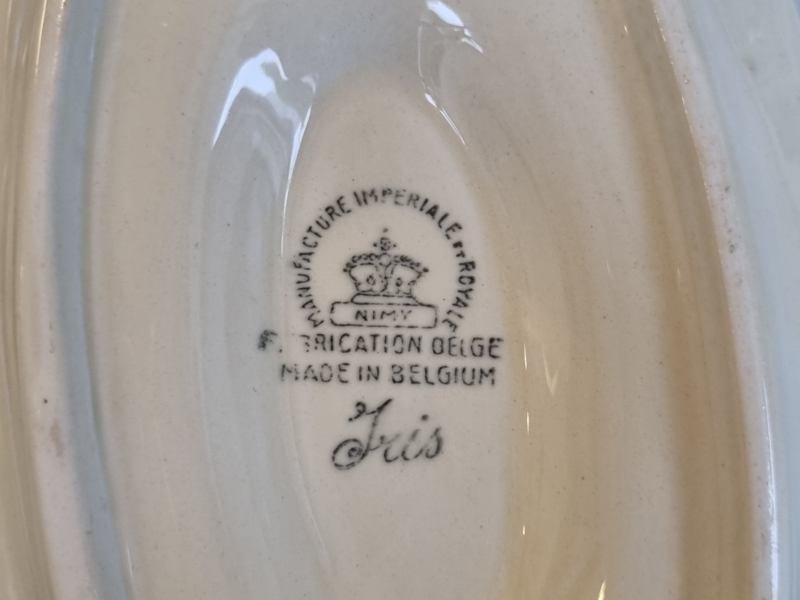 MANUFACTURE IMPERIALE ET ROYALE
NIMY
F. BRICATION BELGE
MADE IN BELGIUM
Iris